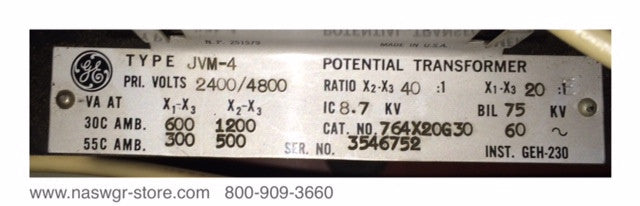 N.P. 251579 MADE IN U.S.A.
GE TYPE JVM-4 POTENTIAL TRANSFORMER
PRI. VOLTS 2400/4800 RATIO X2-X3 40 :1 X1-X3 20 :1
VA AT X1-X3 X2-X3 IC 8.7 KV BIL 75 KV
30C AMB. 600 1200 CAT. NO. 764X20G30 60 ~
55C AMB. 300 500 SER. NO. 3546752 INST. GEH-230
www.naswgr-store.com 800-909-3660